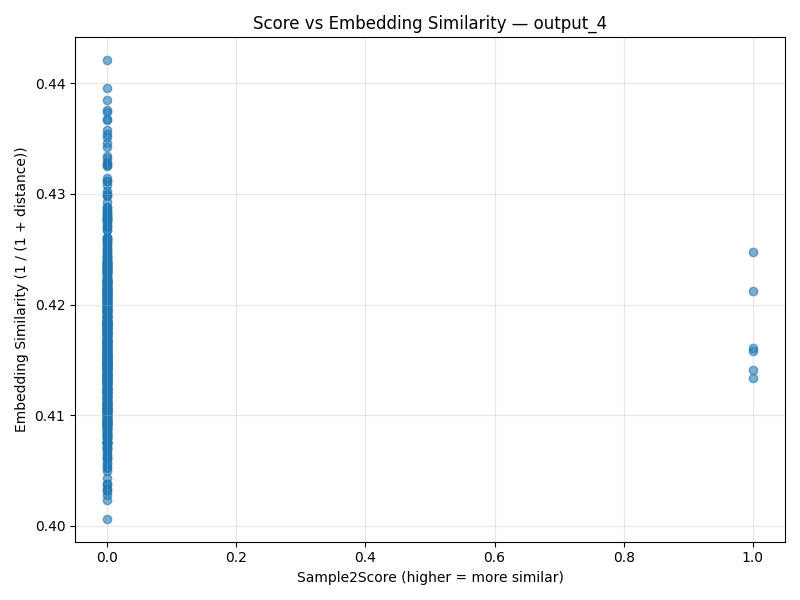 Score vs Embedding Similarity — output_4
Embedding Similarity (1 / (1 + distance))
0.44
0.43
0.42
0.41
0.40
0.0 0.2 0.4 0.6 0.8 1.0
Sample2Score (higher = more similar)